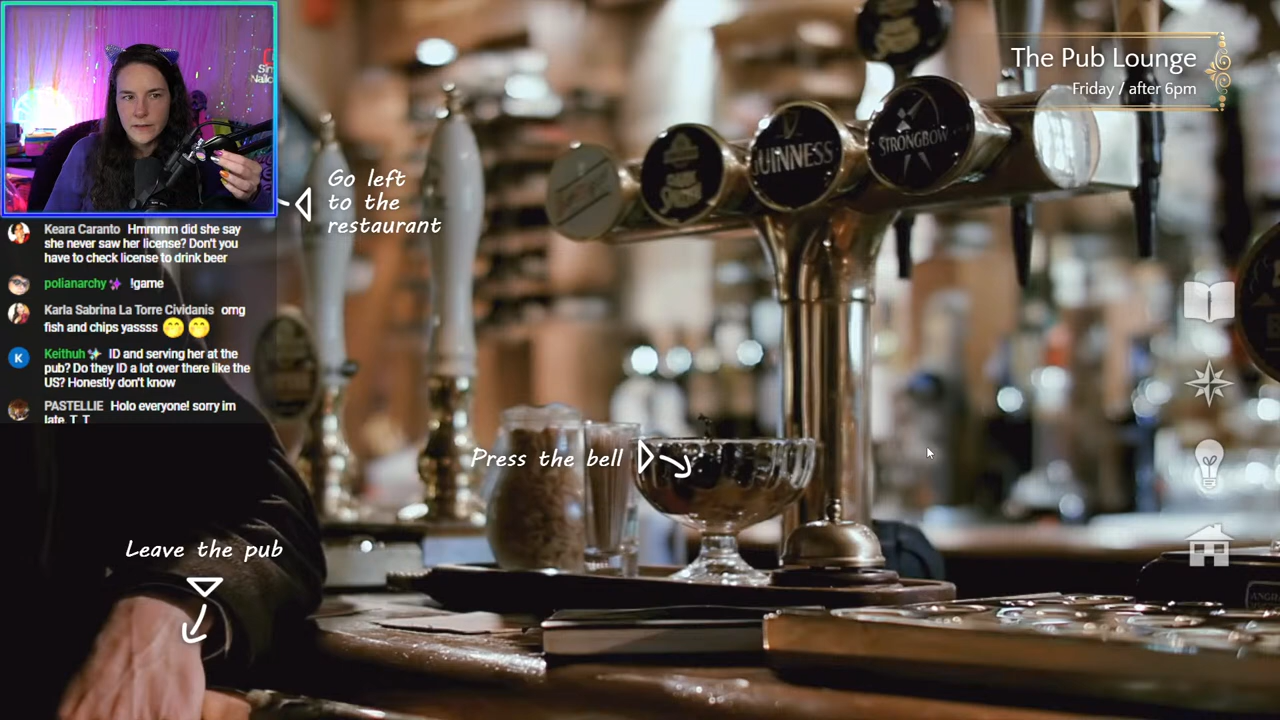 The Pub Lounge
Friday / after 6pm
Go left
to the
restaurant
GUINNESS
STRONGBOW
Keara Caranto Hmmmm did she say
she never saw her license? Don't you
have to check license to drink beer
polianarchy !game
Karla Sabrina La Torre Cividanis omg
fish and chips yassss
K
Keithuh ID and serving her at the
pub? Do they ID a lot over there like the
US? Honestly don't know
PASTELLIE Holo everyone! sorry im
late. T_T
Press the bell
Leave the pub